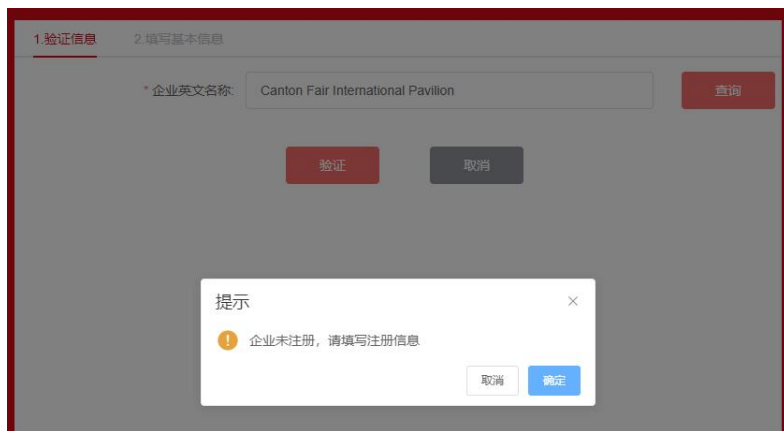 1.验证信息 2.填写基本信息
* 企业英文名称: Canton Fair International Pavilion 查询
验证 取消
提示
企业未注册，请填写注册信息
取消 确定